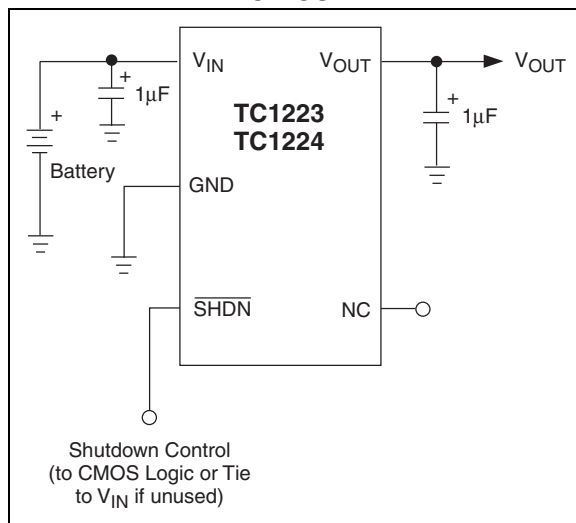 V_IN
V_OUT
V_OUT
+
1µF
+
1µF
TC1223
TC1224
+
Battery
GND
SHDN
NC
Shutdown Control
(to CMOS Logic or Tie
to V_IN if unused)